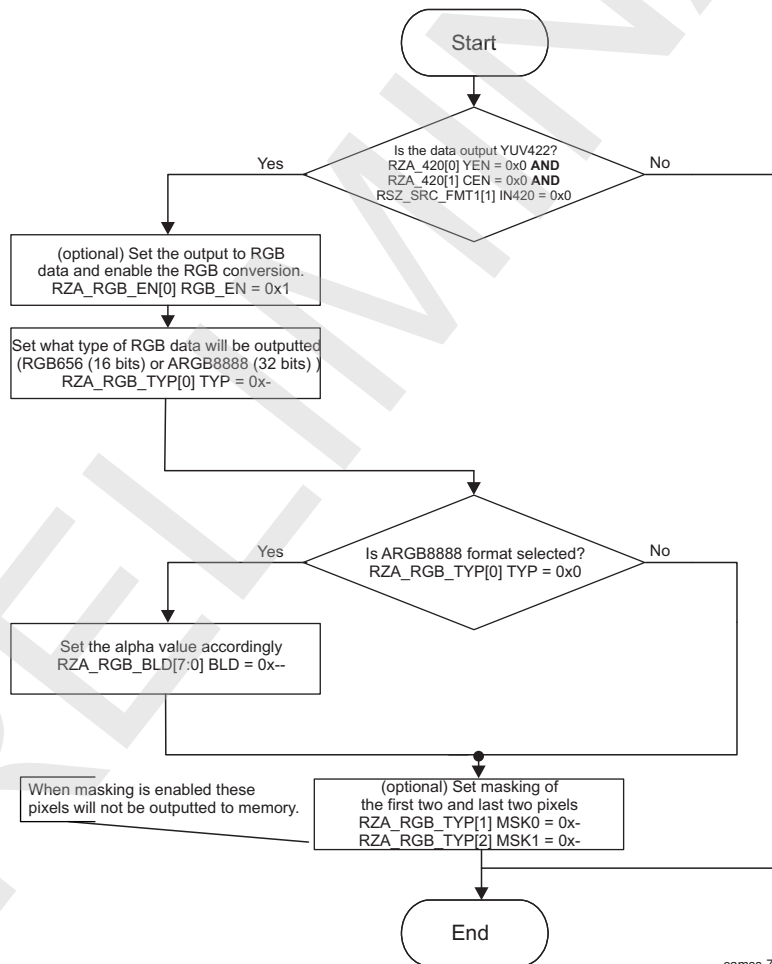 Start
Is the data output YUV422?
RZA_420[0] YEN = 0x0 AND
RZA_420[1] CEN = 0x0 AND
RSZ_SRC_FMT1[1] IN420 = 0x0
Yes
No
(optional) Set the output to RGB
data and enable the RGB conversion.
RZA_RGB_EN[0] RGB_EN = 0x1
Set what type of RGB data will be outputted
(RGB656 (16 bits) or ARGB8888 (32 bits) )
RZA_RGB_TYP[0] TYP = 0x-
Is ARGB8888 format selected?
RZA_RGB_TYP[0] TYP = 0x0
Yes
No
Set the alpha value accordingly
RZA_RGB_BLD[7:0] BLD = 0x--
When masking is enabled these
pixels will not be outputted to memory.
(optional) Set masking of
the first two and last two pixels
RZA_RGB_TYP[1] MSK0 = 0x-
RZA_RGB_TYP[2] MSK1 = 0x-
End